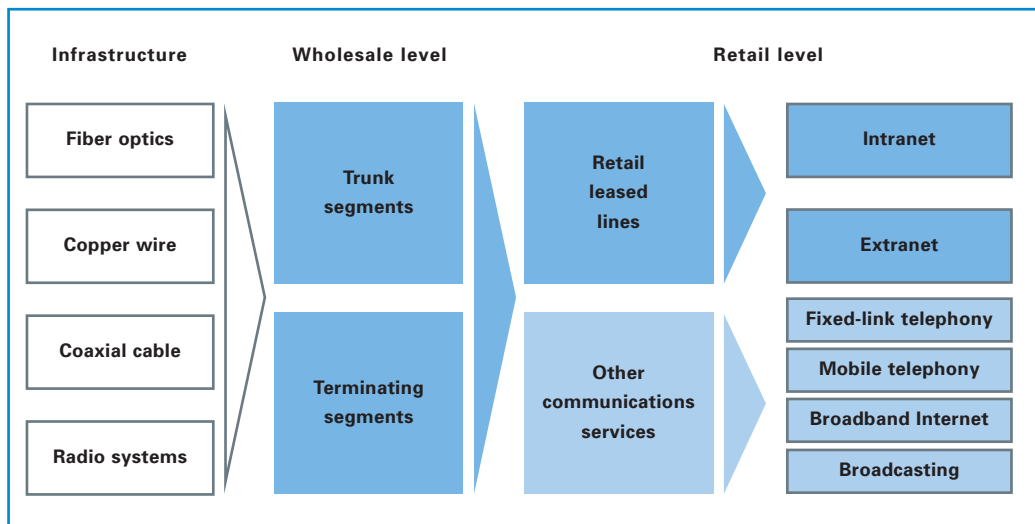 Infrastructure
Wholesale level
Retail level
Fiber optics
Copper wire
Coaxial cable
Radio systems
Trunk
segments
Terminating
segments
Retail
leased
lines
Other
communications
services
Intranet
Extranet
Fixed-link telephony
Mobile telephony
Broadband Internet
Broadcasting